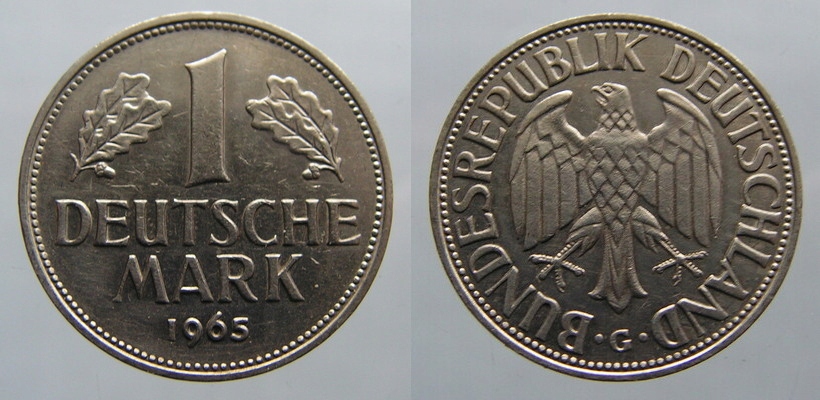 1
DEUTSCHE
MARK
1965
BUNDESREPUBLIK DEUTSCHLAND
· G ·